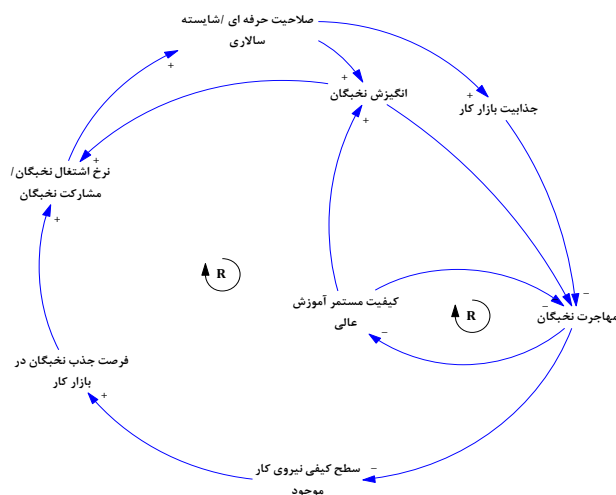 صلاحیت حرفه ای /شایسته
سالاری
+
+
انگیزش نخبگان
+
+
جذابیت بازار کار
+
نرخ اشتغال نخبگان/
مشارکت نخبگان
+
R
کیفیت مستمر آموزش
عالی
–
R
–
–
مهاجرت نخبگان
فرصت جذب نخبگان در
بازار کار
+
سطح کیفی نیروی کار
موجود
–